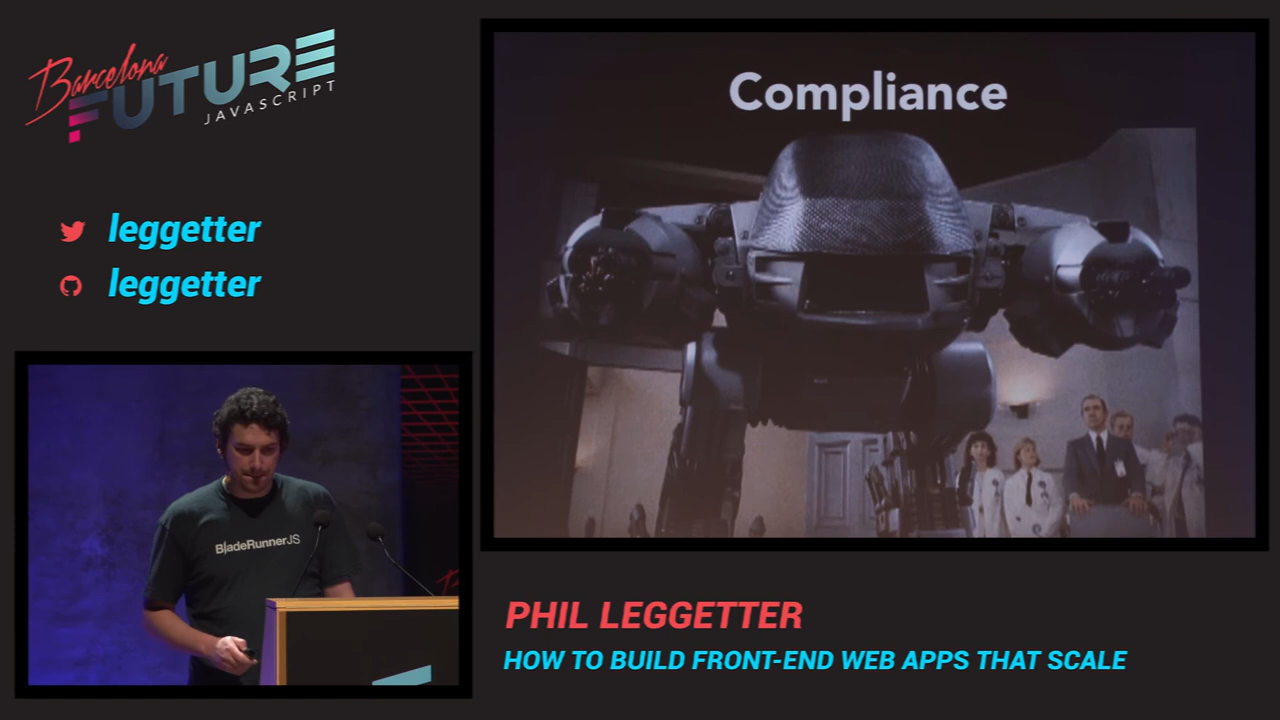 Barcelona
FUTURE
JAVASCRIPT
leggetter
leggetter
Compliance
BladeRunnerJS
PHIL LEGGETTER
HOW TO BUILD FRONT-END WEB APPS THAT SCALE